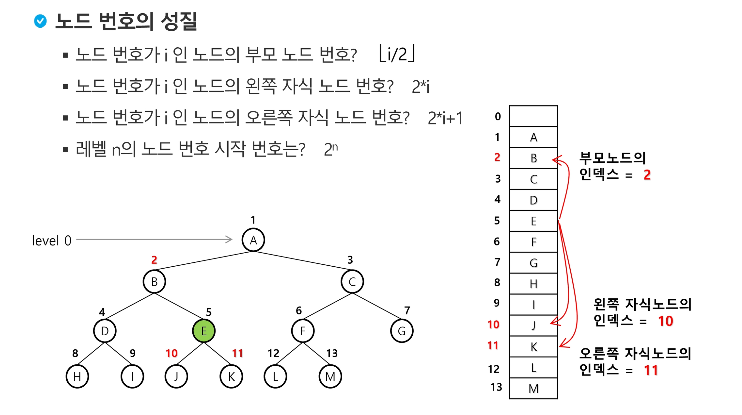 노드 번호의 성질
▪ 노드 번호가 i 인 노드의 부모 노드 번호? ⌊i/2⌋
▪ 노드 번호가 i 인 노드의 왼쪽 자식 노드 번호? 2*i
▪ 노드 번호가 i 인 노드의 오른쪽 자식 노드 번호? 2*i+1
▪ 레벨 n의 노드 번호 시작 번호는? 2ⁿ
level 0
1
A
2 3
B C
4 5 6 7
D E F G
8 9 10 11 12 13
H I J K L M
0
1 A
2 B
3 C
4 D
5 E
6 F
7 G
8 H
9 I
10 J
11 K
12 L
13 M
부모노드의
인덱스 = 2
왼쪽 자식노드의
인덱스 = 10
오른쪽 자식노드의
인덱스 = 11